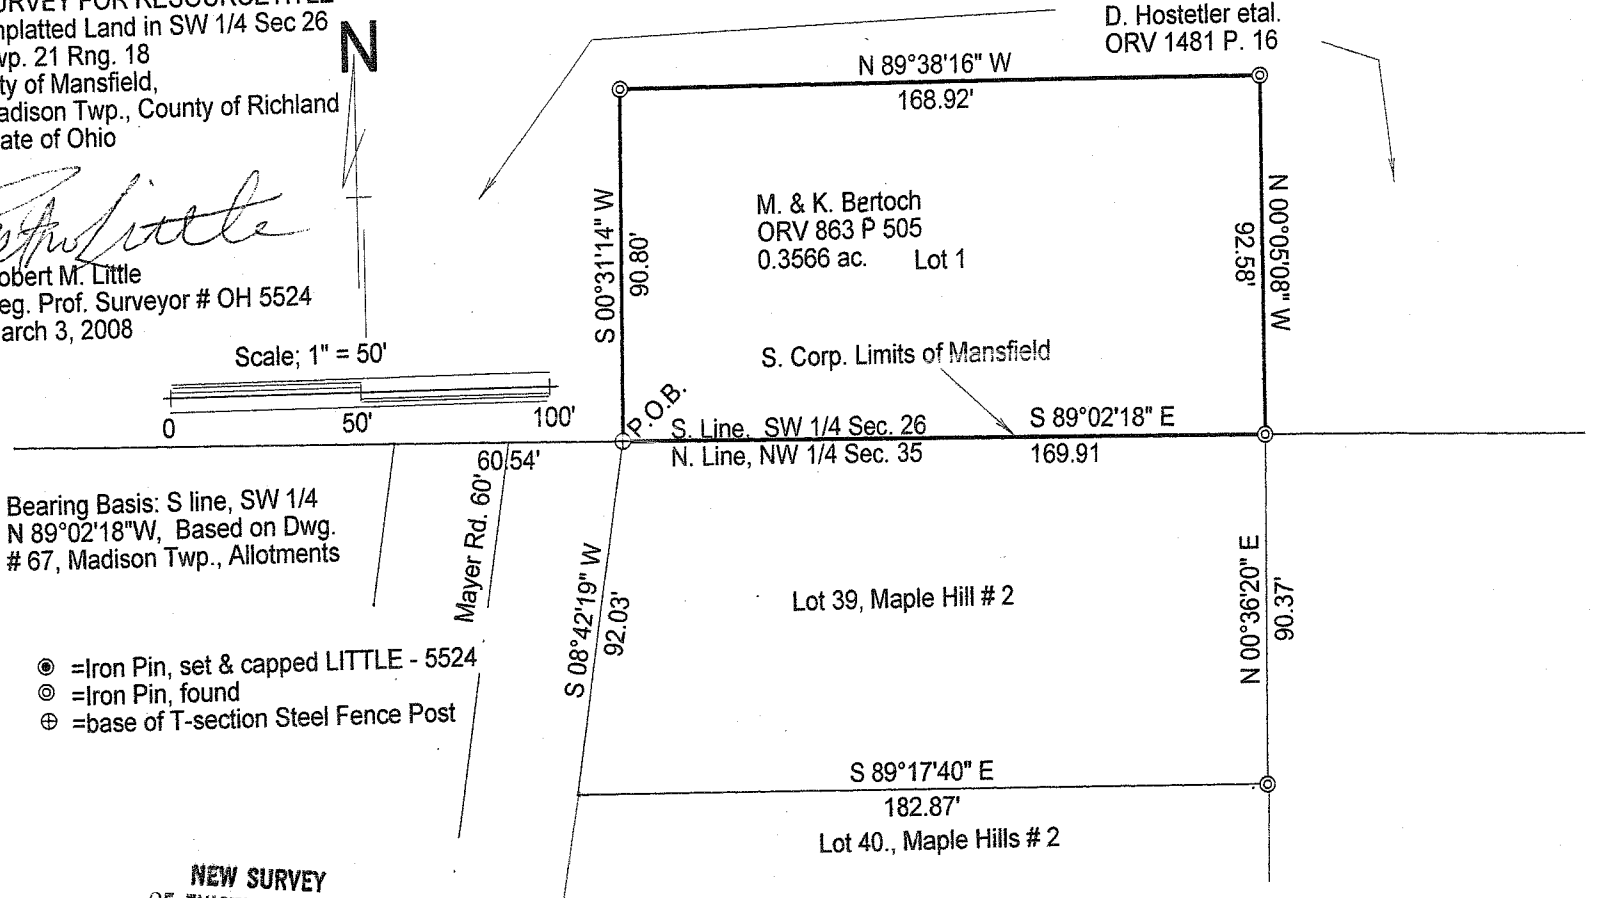 SURVEY FOR RESOURCETITLE
nplatted Land in SW 1/4 Sec 26
wp. 21 Rng. 18
ty of Mansfield,
adison Twp., County of Richland
ate of Ohio
N
obert M. Little
eg. Prof. Surveyor # OH 5524
arch 3, 2008
Scale; 1" = 50'
0 50' 100'
D. Hostetler etal.
ORV 1481 P. 16
N 89°38'16" W
168.92'
S 00°31'14" W
90.80'
M. & K. Bertoch
ORV 863 P 505
0.3566 ac. Lot 1
N 00°05'08" W
92.58'
S. Corp. Limits of Mansfield
P.O.B.
S. Line, SW 1/4 Sec. 26
N. Line, NW 1/4 Sec. 35
S 89°02'18" E
169.91
60.54'
Mayer Rd. 60'
Bearing Basis: S line, SW 1/4
N 89°02'18"W, Based on Dwg.
# 67, Madison Twp., Allotments
S 08°42'19" W
92.03'
Lot 39, Maple Hill # 2
N 00°36'20" E
90.37'
=Iron Pin, set & capped LITTLE - 5524
=Iron Pin, found
=base of T-section Steel Fence Post
S 89°17'40" E
182.87'
Lot 40., Maple Hills # 2
NEW SURVEY